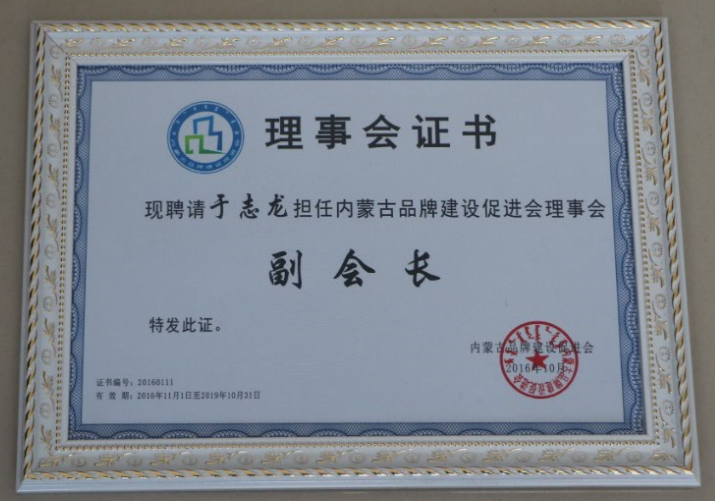 理事会证书
现聘请于志龙担任内蒙古品牌建设促进会理事会
副会长
特发此证。
内蒙古品牌建设促进会
2016年10月
证书编号：20160111
有效期：2016年11月1日至2019年10月31日